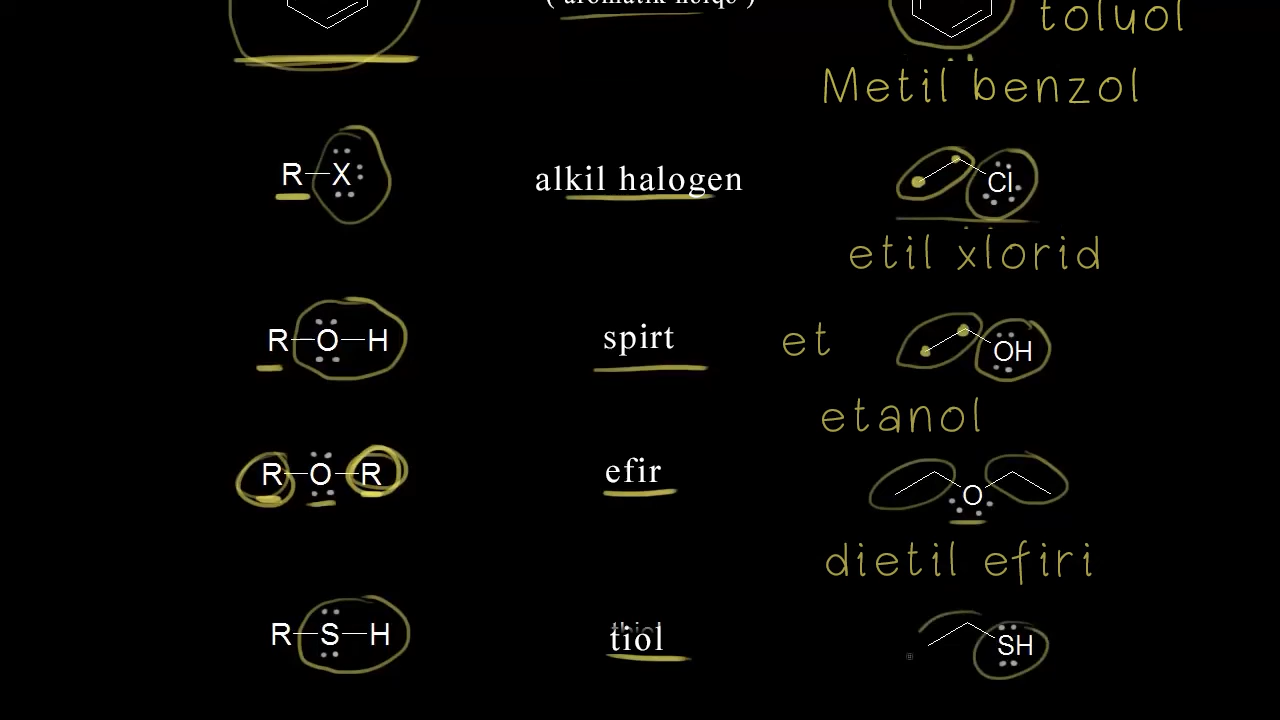 toluol
Metil benzol
R—X alkil halogen Cl
etil xlorid
R—O—H spirt et OH
etanol
R—O—R efir O
dietil efiri
R—S—H tiol SH